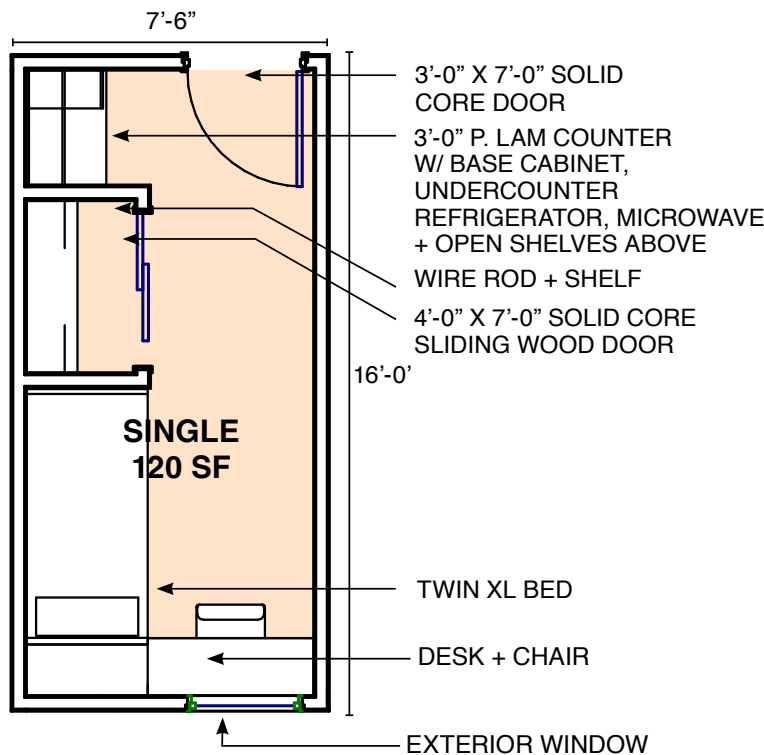 7’-6”
3’-0” X 7’-0” SOLID
CORE DOOR
3’-0” P. LAM COUNTER
W/ BASE CABINET,
UNDERCOUNTER
REFRIGERATOR, MICROWAVE
+ OPEN SHELVES ABOVE
WIRE ROD + SHELF
4’-0” X 7’-0” SOLID CORE
SLIDING WOOD DOOR
16’-0’
SINGLE
120 SF
TWIN XL BED
DESK + CHAIR
EXTERIOR WINDOW